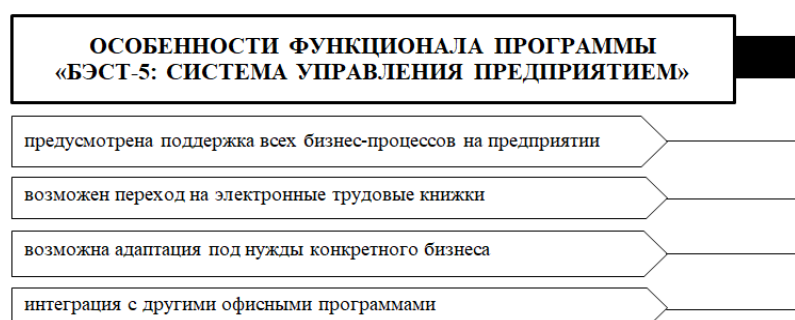 ОСОБЕННОСТИ ФУНКЦИОНАЛА ПРОГРАММЫ
«БЭСТ-5: СИСТЕМА УПРАВЛЕНИЯ ПРЕДПРИЯТИЕМ»
предусмотрена поддержка всех бизнес-процессов на предприятии
возможен переход на электронные трудовые книжки
возможна адаптация под нужды конкретного бизнеса
интеграция с другими офисными программами